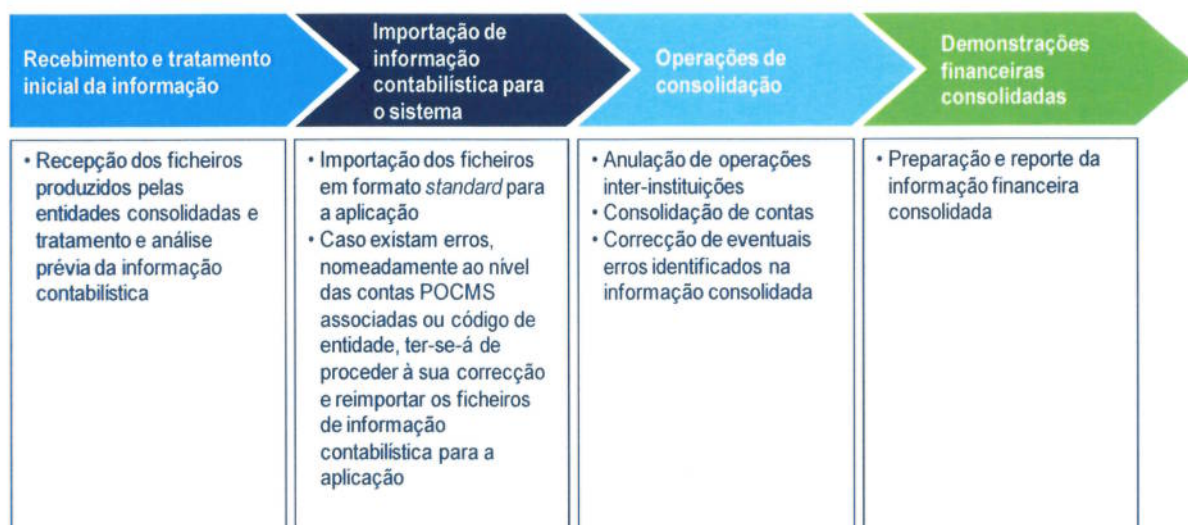 Recebimento e tratamento
inicial da informação
Importação de
informação
contabilística para
o sistema
Operações de
consolidação
Demonstrações
financeiras
consolidadas
• Recepção dos ficheiros
produzidos pelas
entidades consolidadas e
tratamento e análise
prévia da informação
contabilística
• Importação dos ficheiros
em formato standard para
a aplicação
• Caso existam erros,
nomeadamente ao nível
das contas POCMS
associadas ou código de
entidade, ter-se-á de
proceder à sua correcção
e reimportar os ficheiros
de informação
contabilística para a
aplicação
• Anulação de operações
inter-instituições
• Consolidação de contas
• Correcção de eventuais
erros identificados na
informação consolidada
• Preparação e reporte da
informação financeira
consolidada